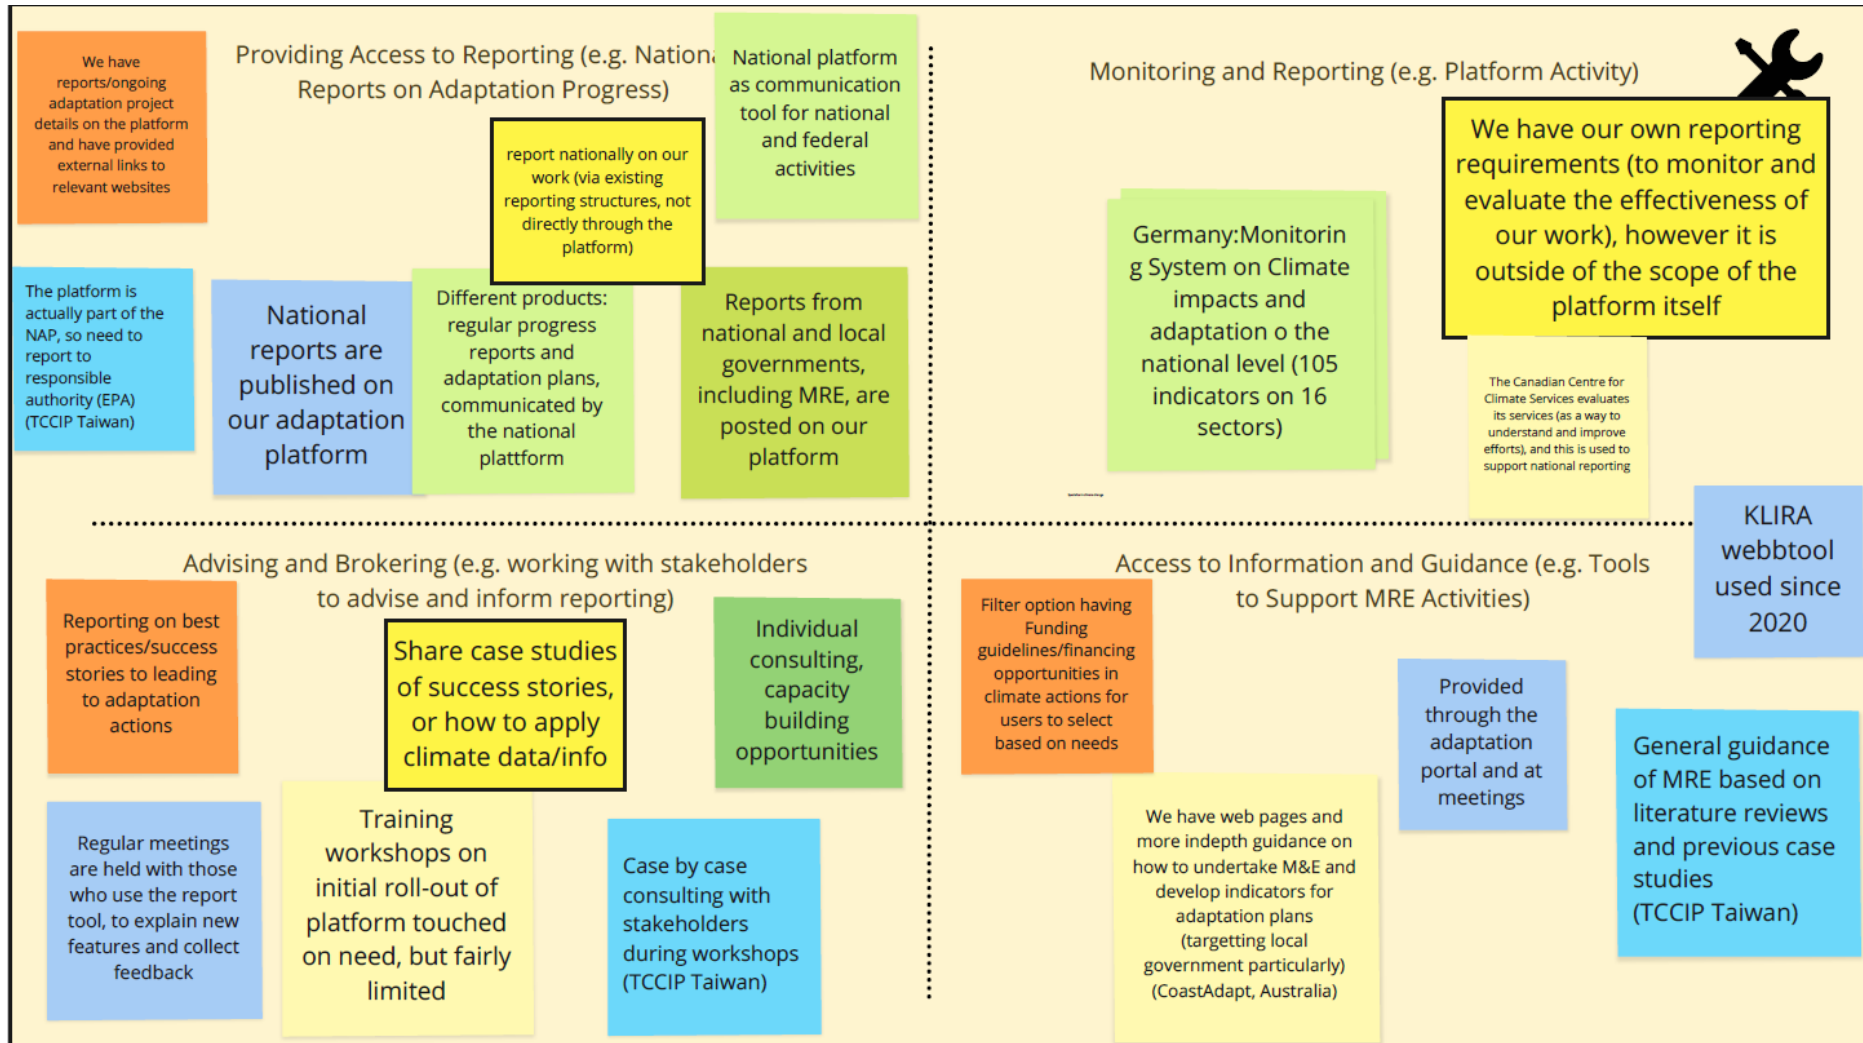 Providing Access to Reporting (e.g. Nationa
Reports on Adaptation Progress)
We have
reports/ongoing
adaptation project
details on the platform
and have provided
external links to
relevant websites
report nationally on our
work (via existing
reporting structures, not
directly through the
platform)
National platform
as communication
tool for national
and federal
activities
The platform is
actually part of the
NAP, so need to
report to
responsible
authority (EPA)
(TCCIP Taiwan)
National
reports are
published on
our adaptation
platform
Different products:
regular progress
reports and
adaptation plans,
communicated by
the national
plattform
Reports from
national and local
governments,
including MRE, are
posted on our
platform
Monitoring and Reporting (e.g. Platform Activity)
Germany:Monitorin
g System on Climate
impacts and
adaptation o the
national level (105
indicators on 16
sectors)
We have our own reporting
requirements (to monitor and
evaluate the effectiveness of
our work), however it is
outside of the scope of the
platform itself
The Canadian Centre for
Climate Services evaluates
its services (as a way to
understand and improve
efforts), and this is used to
support national reporting
Advising and Brokering (e.g. working with stakeholders
to advise and inform reporting)
Reporting on best
practices/success
stories to leading
to adaptation
actions
Share case studies
of success stories,
or how to apply
climate data/info
Individual
consulting,
capacity
building
opportunities
Regular meetings
are held with those
who use the report
tool, to explain new
features and collect
feedback
Training
workshops on
initial roll-out of
platform touched
on need, but fairly
limited
Case by case
consulting with
stakeholders
during workshops
(TCCIP Taiwan)
Access to Information and Guidance (e.g. Tools
to Support MRE Activities)
KLIRA
webbtool
used since
2020
Filter option having
Funding
guidelines/financing
opportunities in
climate actions for
users to select
based on needs
Provided
through the
adaptation
portal and at
meetings
We have web pages and
more indepth guidance on
how to undertake M&E and
develop indicators for
adaptation plans
(targetting local
government particularly)
(CoastAdapt, Australia)
General guidance
of MRE based on
literature reviews
and previous case
studies
(TCCIP Taiwan)